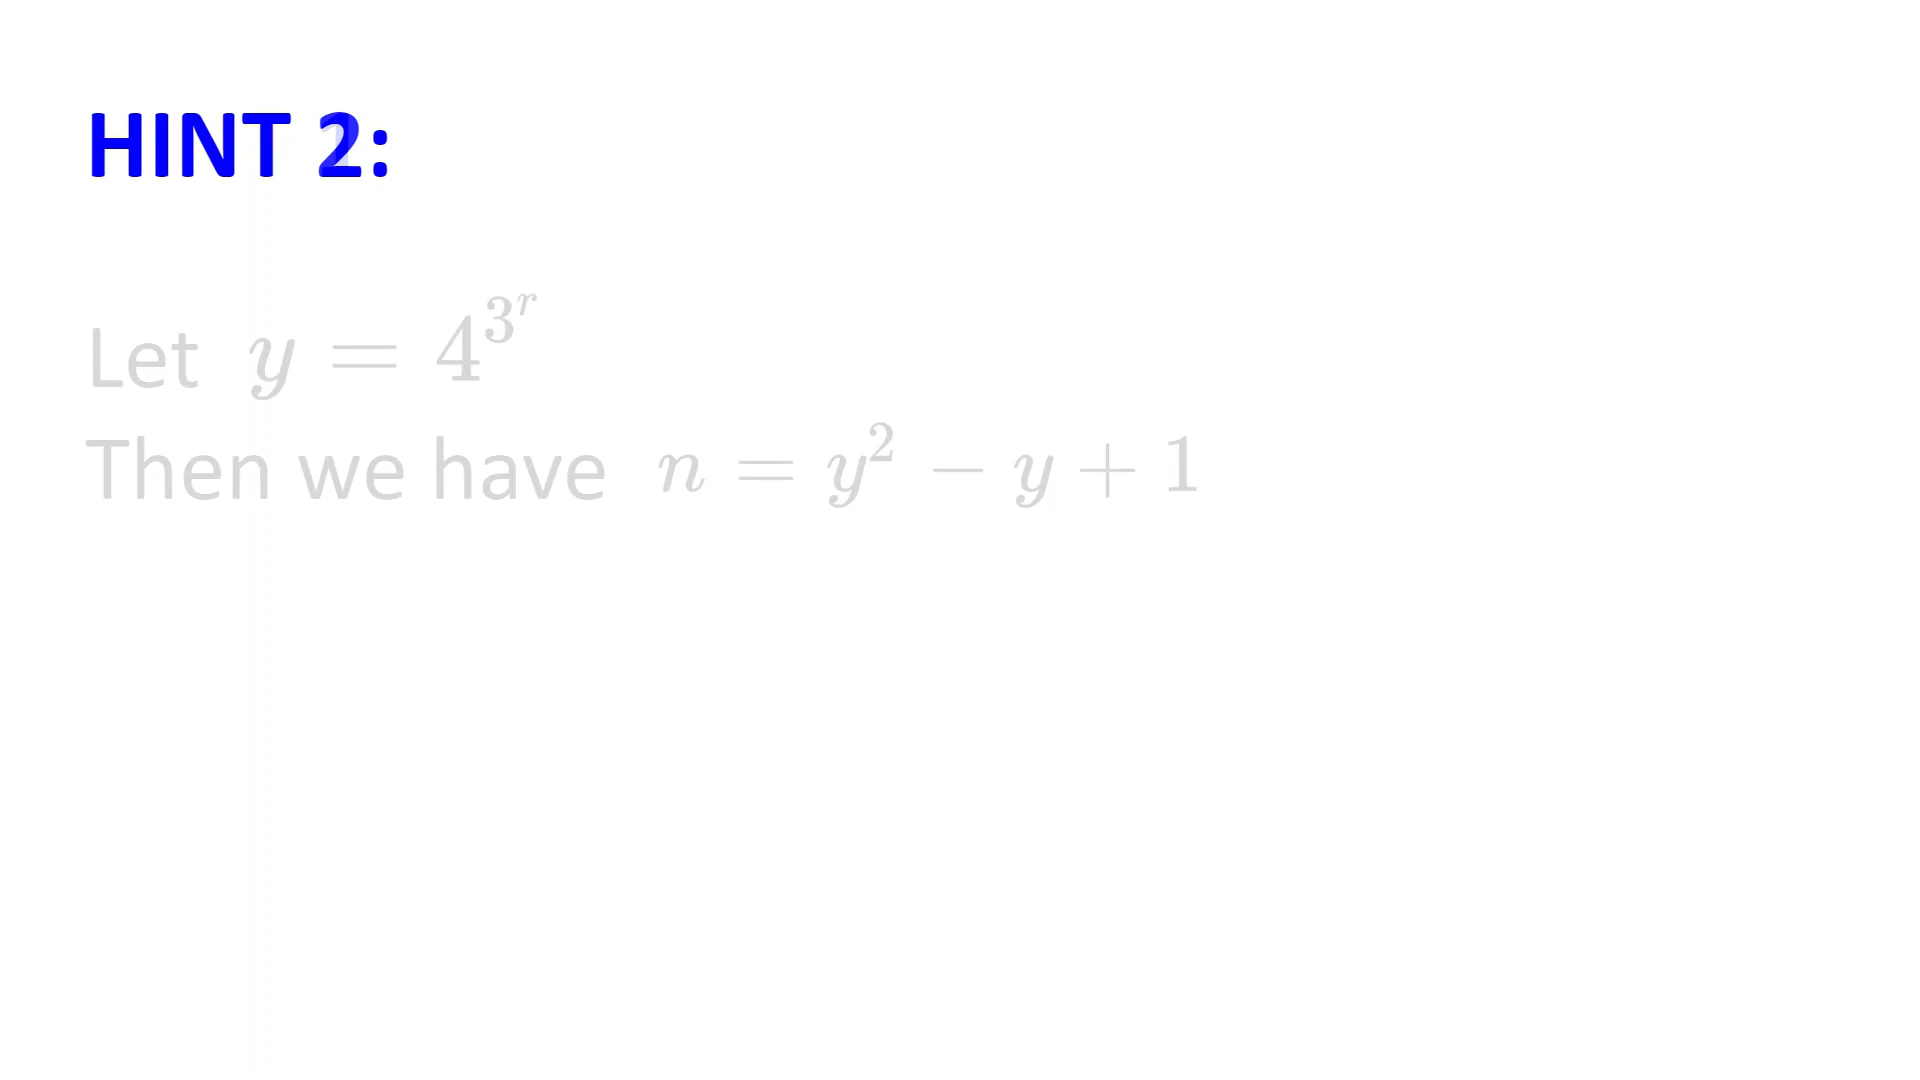 HINT 2:
Let y = 4^{3^r}
Then we have n = y^2 − y + 1